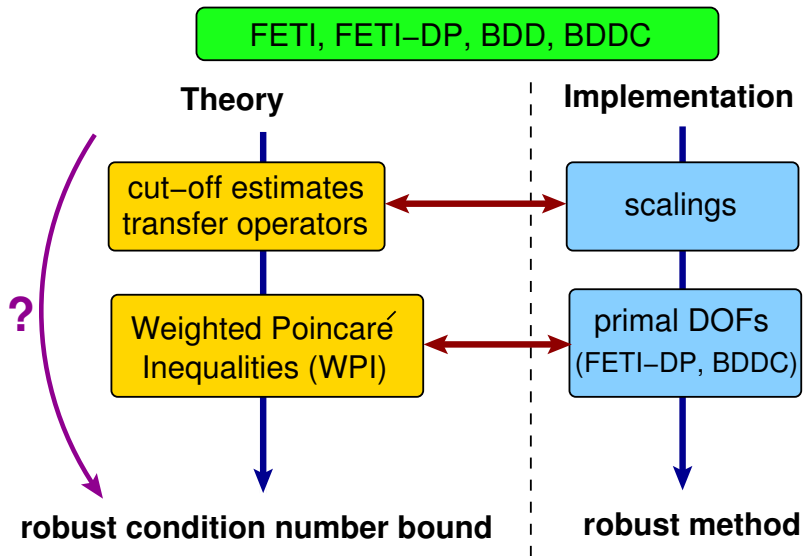 FETI, FETI−DP, BDD, BDDC
Theory
Implementation
cut−off estimates
transfer operators
scalings
?
Weighted Poincaré
Inequalities (WPI)
primal DOFs
(FETI−DP, BDDC)
robust condition number bound
robust method